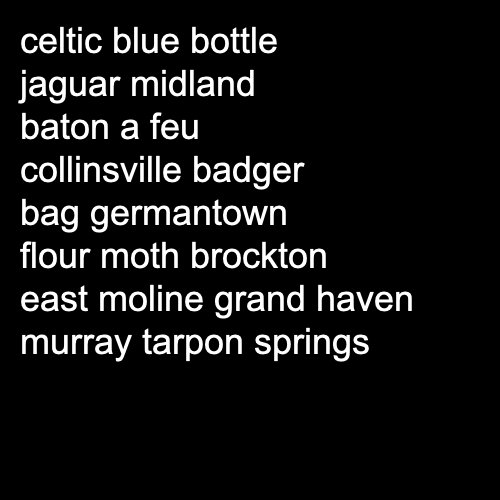 celtic blue bottle
jaguar midland
baton a feu
collinsville badger
bag germantown
flour moth brockton
east moline grand haven
murray tarpon springs